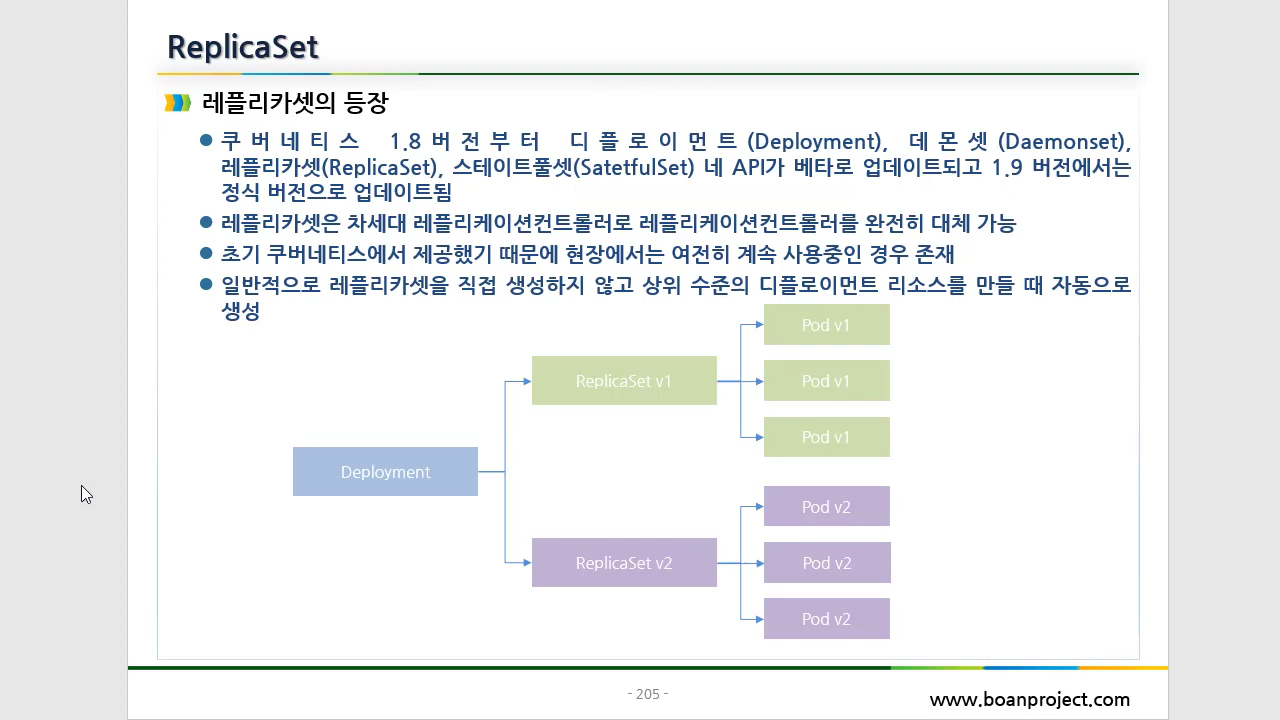 ReplicaSet
레플리카셋의 등장
쿠버네티스 1.8버전부터 디플로이먼트(Deployment), 데몬셋(Daemonset),
레플리카셋(ReplicaSet), 스테이트풀셋(SatetfulSet) 네 API가 베타로 업데이트되고 1.9 버전에서는
정식 버전으로 업데이트됨
레플리카셋은 차세대 레플리케이션컨트롤러로 레플리케이션컨트롤러를 완전히 대체 가능
초기 쿠버네티스에서 제공했기 때문에 현장에서는 여전히 계속 사용중인 경우 존재
일반적으로 레플리카셋을 직접 생성하지 않고 상위 수준의 디플로이먼트 리소스를 만들 때 자동으로
생성
Pod v1
ReplicaSet v1
Pod v1
Pod v1
Deployment
Pod v2
ReplicaSet v2
Pod v2
Pod v2
- 205 -
www.boanproject.com